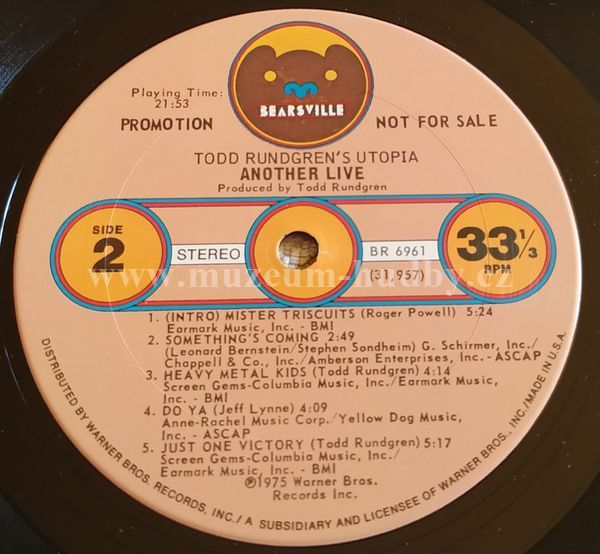 BEARSVILLE
Playing Time:
21:53
PROMOTION NOT FOR SALE
TODD RUNDGREN'S UTOPIA
ANOTHER LIVE
Produced by Todd Rundgren
SIDE
2
STEREO
BR 6961
(31,957)
33 1/3
RPM
www.muzeum-hudby.cz
1. (INTRO) MISTER TRISCUITS (Roger Powell) 5:24
Earmark Music, Inc. - BMI
2. SOMETHING'S COMING 2:49
(Leonard Bernstein/Stephen Sondheim) G. Schirmer, Inc./
Chappell & Co., Inc./Amberson Enterprises, Inc. - ASCAP
3. HEAVY METAL KIDS (Todd Rundgren) 4:14
Screen Gems-Columbia Music, Inc./Earmark Music, Inc.
- BMI
4. DO YA (Jeff Lynne) 4:09
Anne-Rachel Music Corp./Yellow Dog Music,
Inc. - ASCAP
5. JUST ONE VICTORY (Todd Rundgren) 5:17
Screen Gems-Columbia Music, Inc./
Earmark Music, Inc. - BMI
℗1975 Warner Bros.
Records Inc.
DISTRIBUTED BY WARNER BROS. RECORDS, INC./A SUBSIDIARY AND LICENSEE OF WARNER BROS., INC./MADE IN U.S.A.